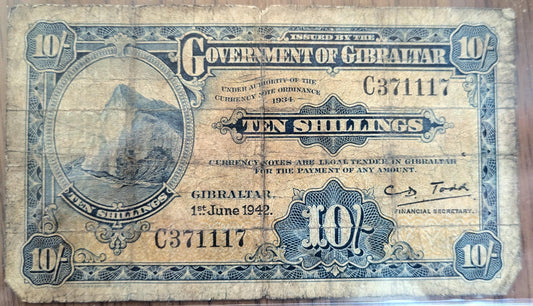 10/-
ISSUED BY THE
10/-
GOVERNMENT OF GIBRALTAR
UNDER AUTHORITY OF THE
CURRENCY NOTE ORDINANCE
1934
C371117
TEN SHILLINGS
CURRENCY NOTES ARE LEGAL TENDER IN GIBRALTAR
FOR THE PAYMENT OF ANY AMOUNT.
TEN SHILLINGS
GIBRALTAR.
1st June 1942.
C D Todd
FINANCIAL SECRETARY.
C371117
10/-
10/-
10/-